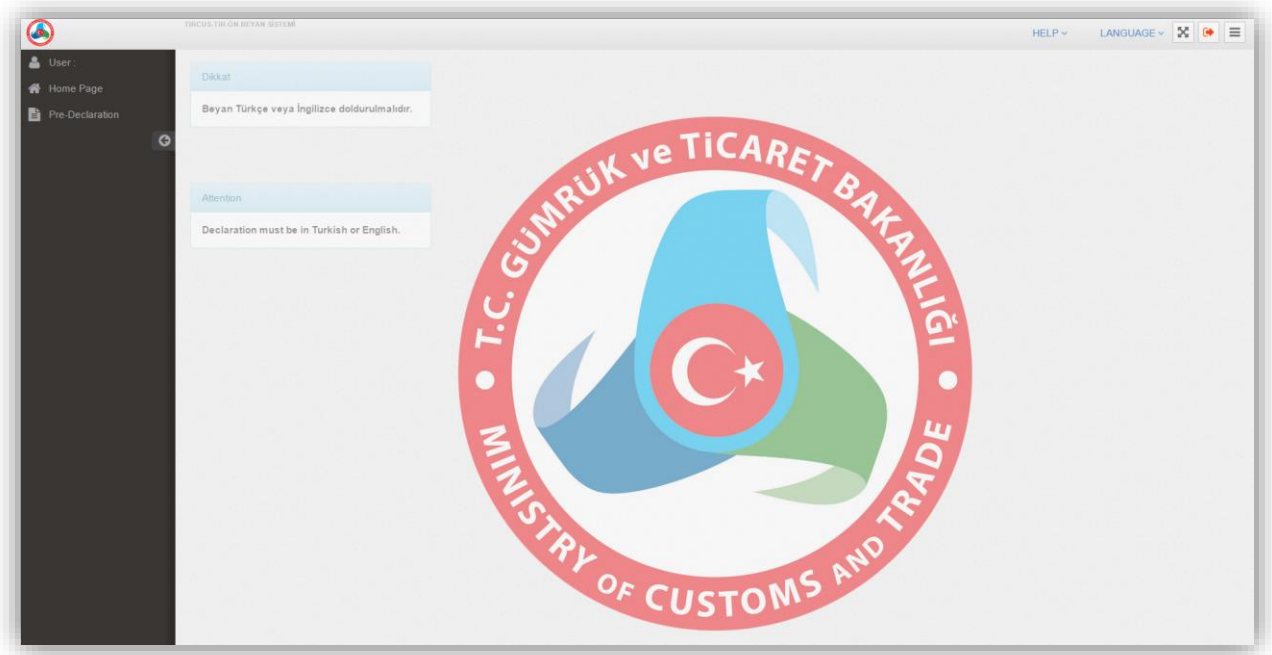 TIRCUS-TIR ÖN BEYAN SİSTEMİ
HELP
LANGUAGE
User :
Home Page
Pre-Declaration
Dikkat
Beyan Türkçe veya İngilizce doldurulmalıdır.
Attention
Declaration must be in Turkish or English.
T.C. GÜMRÜK ve TİCARET BAKANLIĞI
MINISTRY OF CUSTOMS AND TRADE